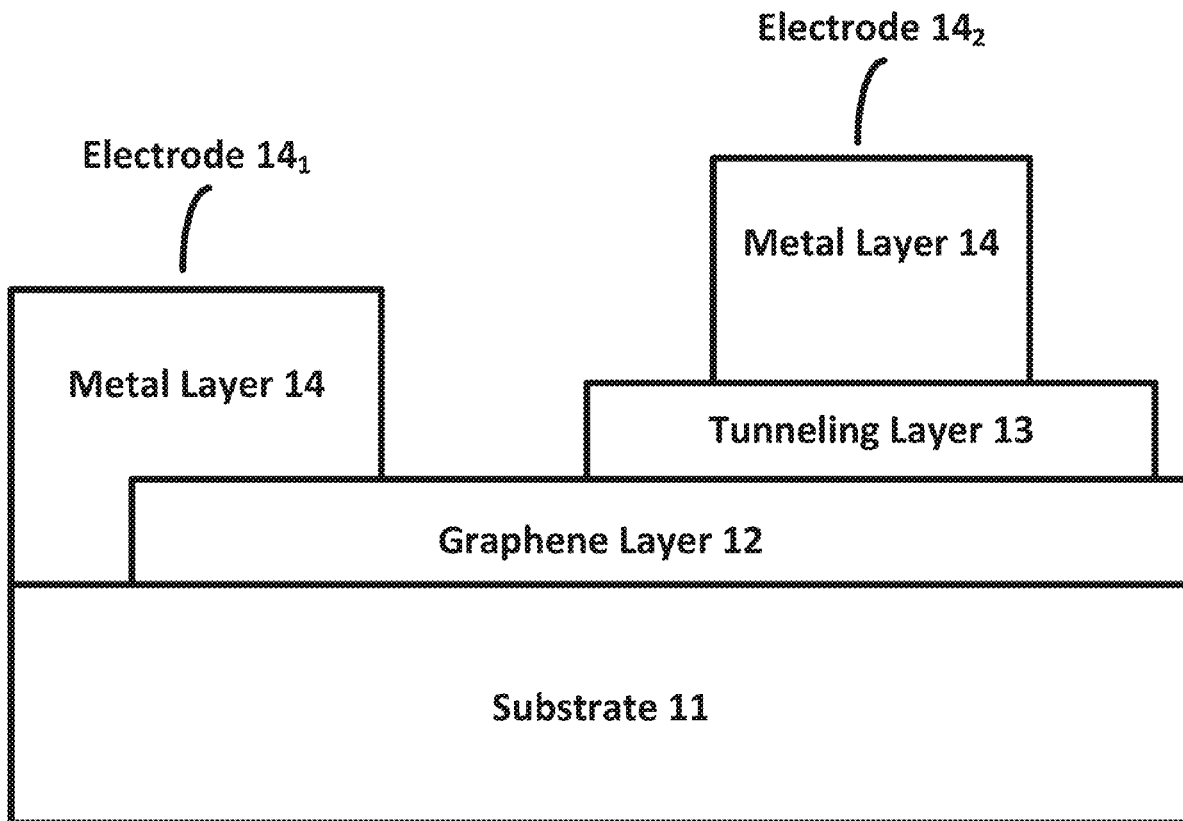 Electrode 14₂
Electrode 14₁
Metal Layer 14
Metal Layer 14
Tunneling Layer 13
Graphene Layer 12
Substrate 11